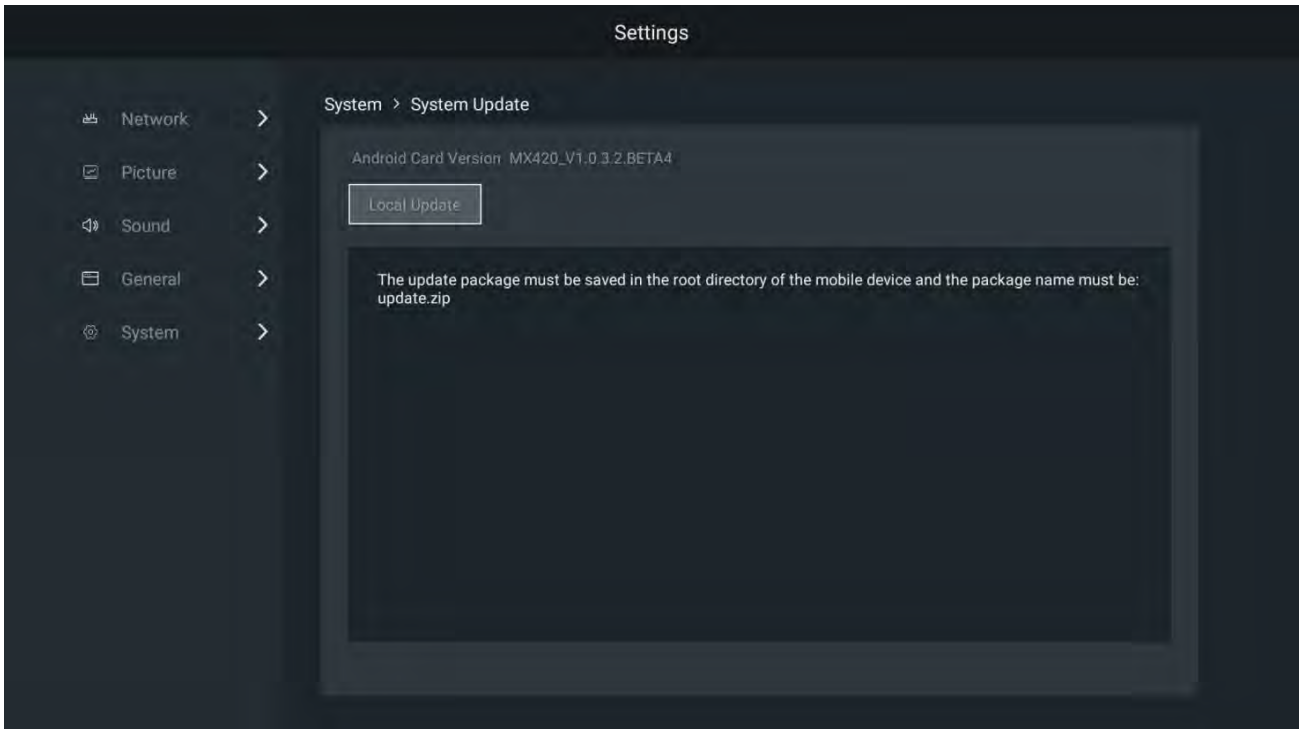 Settings
Network
Picture
Sound
General
System
System > System Update
Android Card Version MX420_V1.0.3.2.BETA4
Local Update
The update package must be saved in the root directory of the mobile device and the package name must be:
update.zip